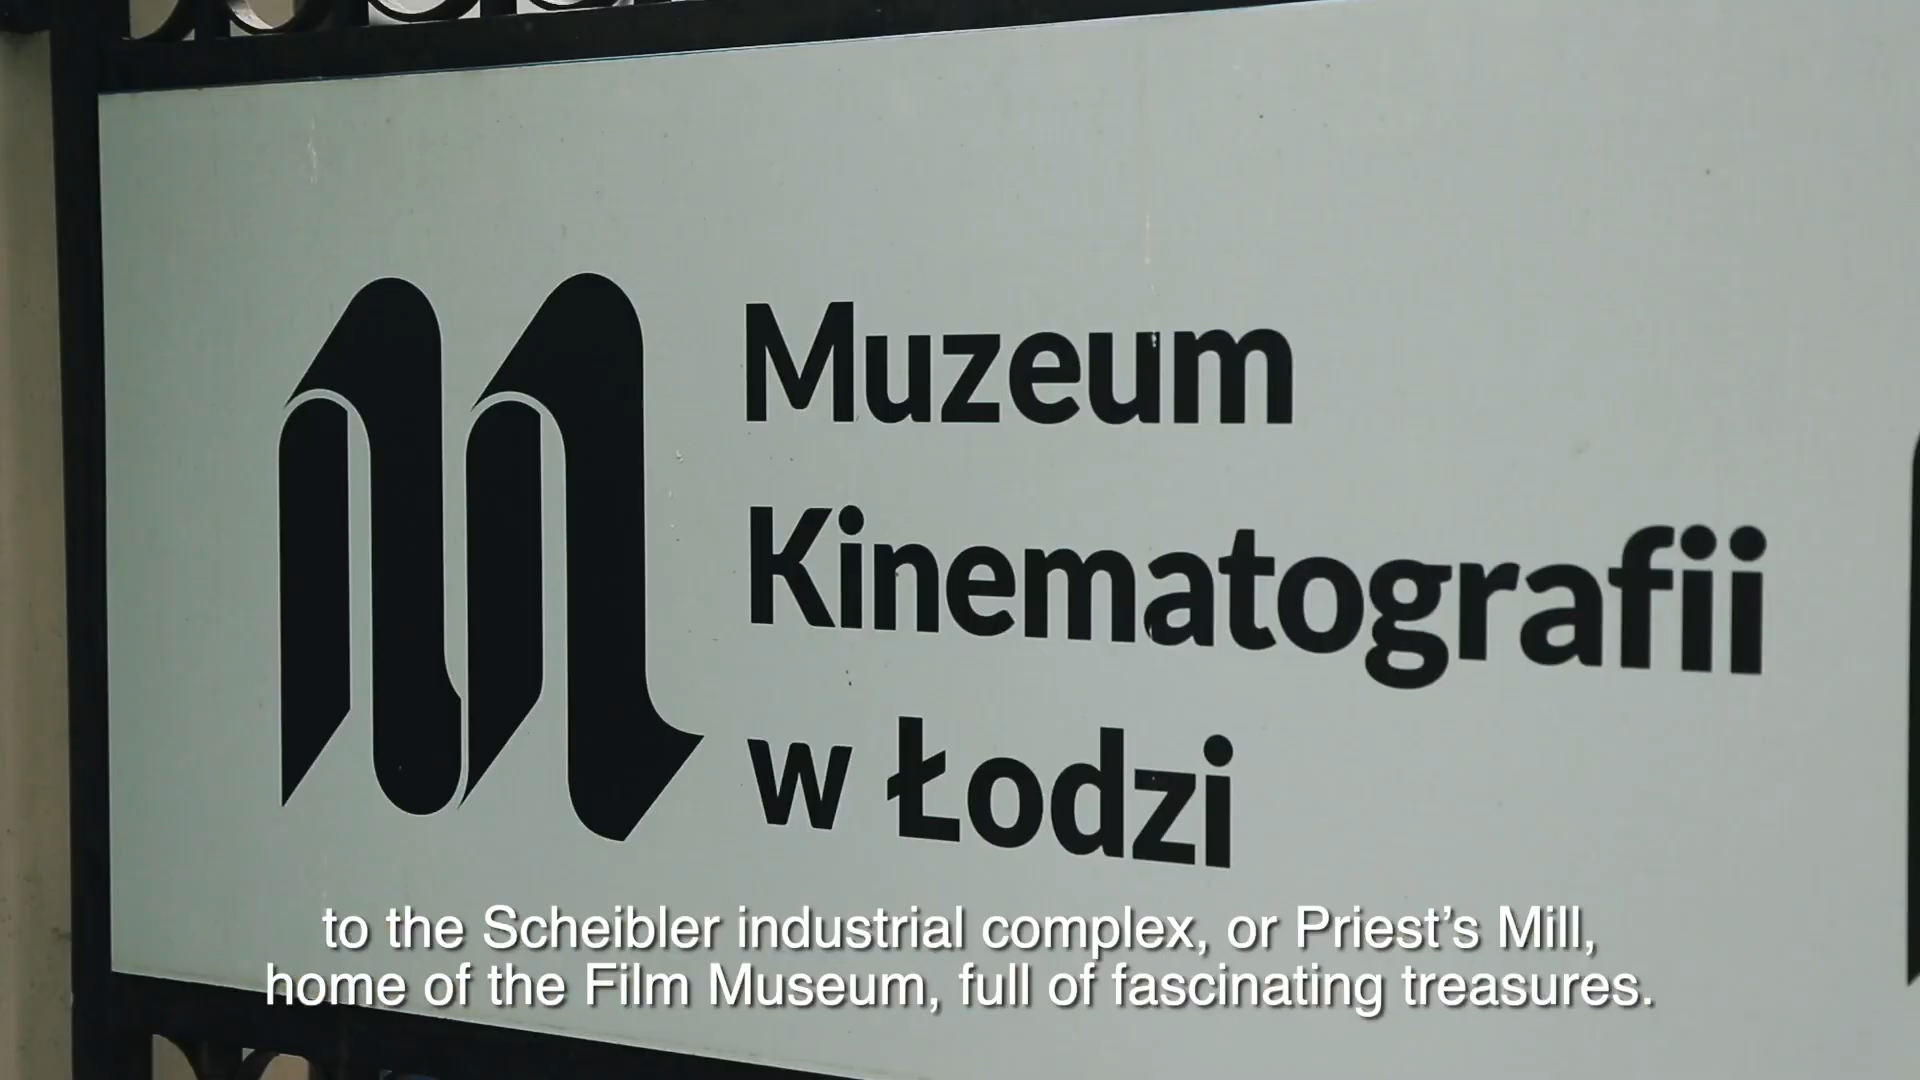 Muzeum
Kinematografii
w Łodzi
to the Scheibler industrial complex, or Priest’s Mill,
home of the Film Museum, full of fascinating treasures.